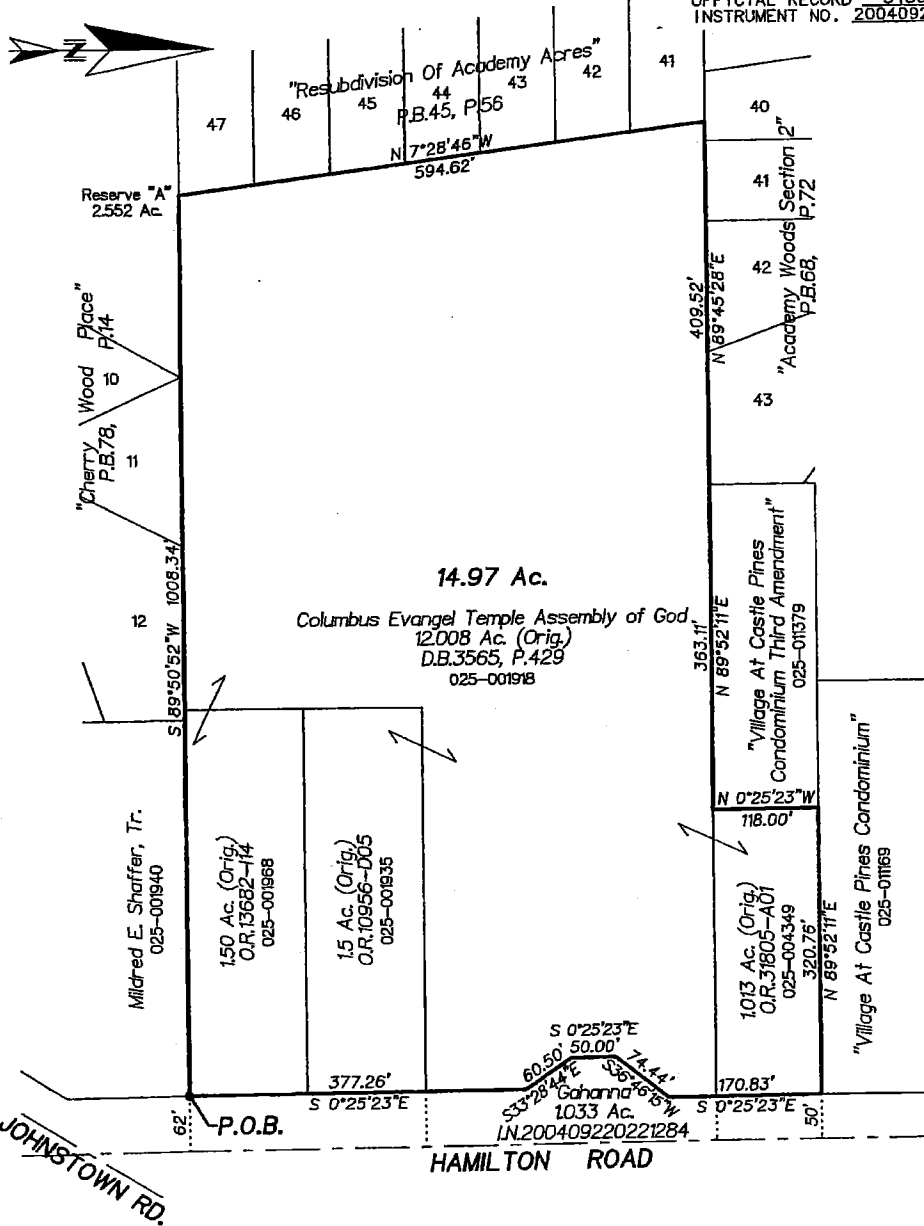 INSTRUMENT NO. 2004092
N
"Resubdivision Of Academy Acres"
P.B.45, P.56
47
46
45
44
43
42
41
40
N 7°28'46"W
594.62'
Reserve "A"
2.552 Ac.
41
42
43
"Academy Woods Section 2"
P.B.68, P.72
409.52'
N 89°45'28"E
"Cherry Wood Place"
P.B.78, P.14
10
11
12
S 89°50'52"W 1008.34'
14.97 Ac.
Columbus Evangel Temple Assembly of God
12.008 Ac. (Orig.)
D.B.3565, P.429
025-001918
363.11'
N 89°52'11"E
"Village At Castle Pines
Condominium Third Amendment"
025-011379
N 0°25'23"W
118.00'
"Village At Castle Pines Condominium"
025-011169
Mildred E. Shaffer, Tr.
025-001940
1.50 Ac. (Orig.)
O.R.13682-I14
025-001968
1.5 Ac. (Orig.)
O.R.10956-D05
025-001935
1.013 Ac. (Orig.)
O.R.31805-A01
025-004349
320.76'
N 89°52'11"E
S 0°25'23"E
50.00'
60.50'
S33°28'44"E
74.44'
S36°46'15"W
377.26'
S 0°25'23"E
Gahanna
1.033 Ac.
I.N.200409220221284
170.83'
S 0°25'23"E
62'
P.O.B.
50'
JOHNSTOWN RD.
HAMILTON ROAD